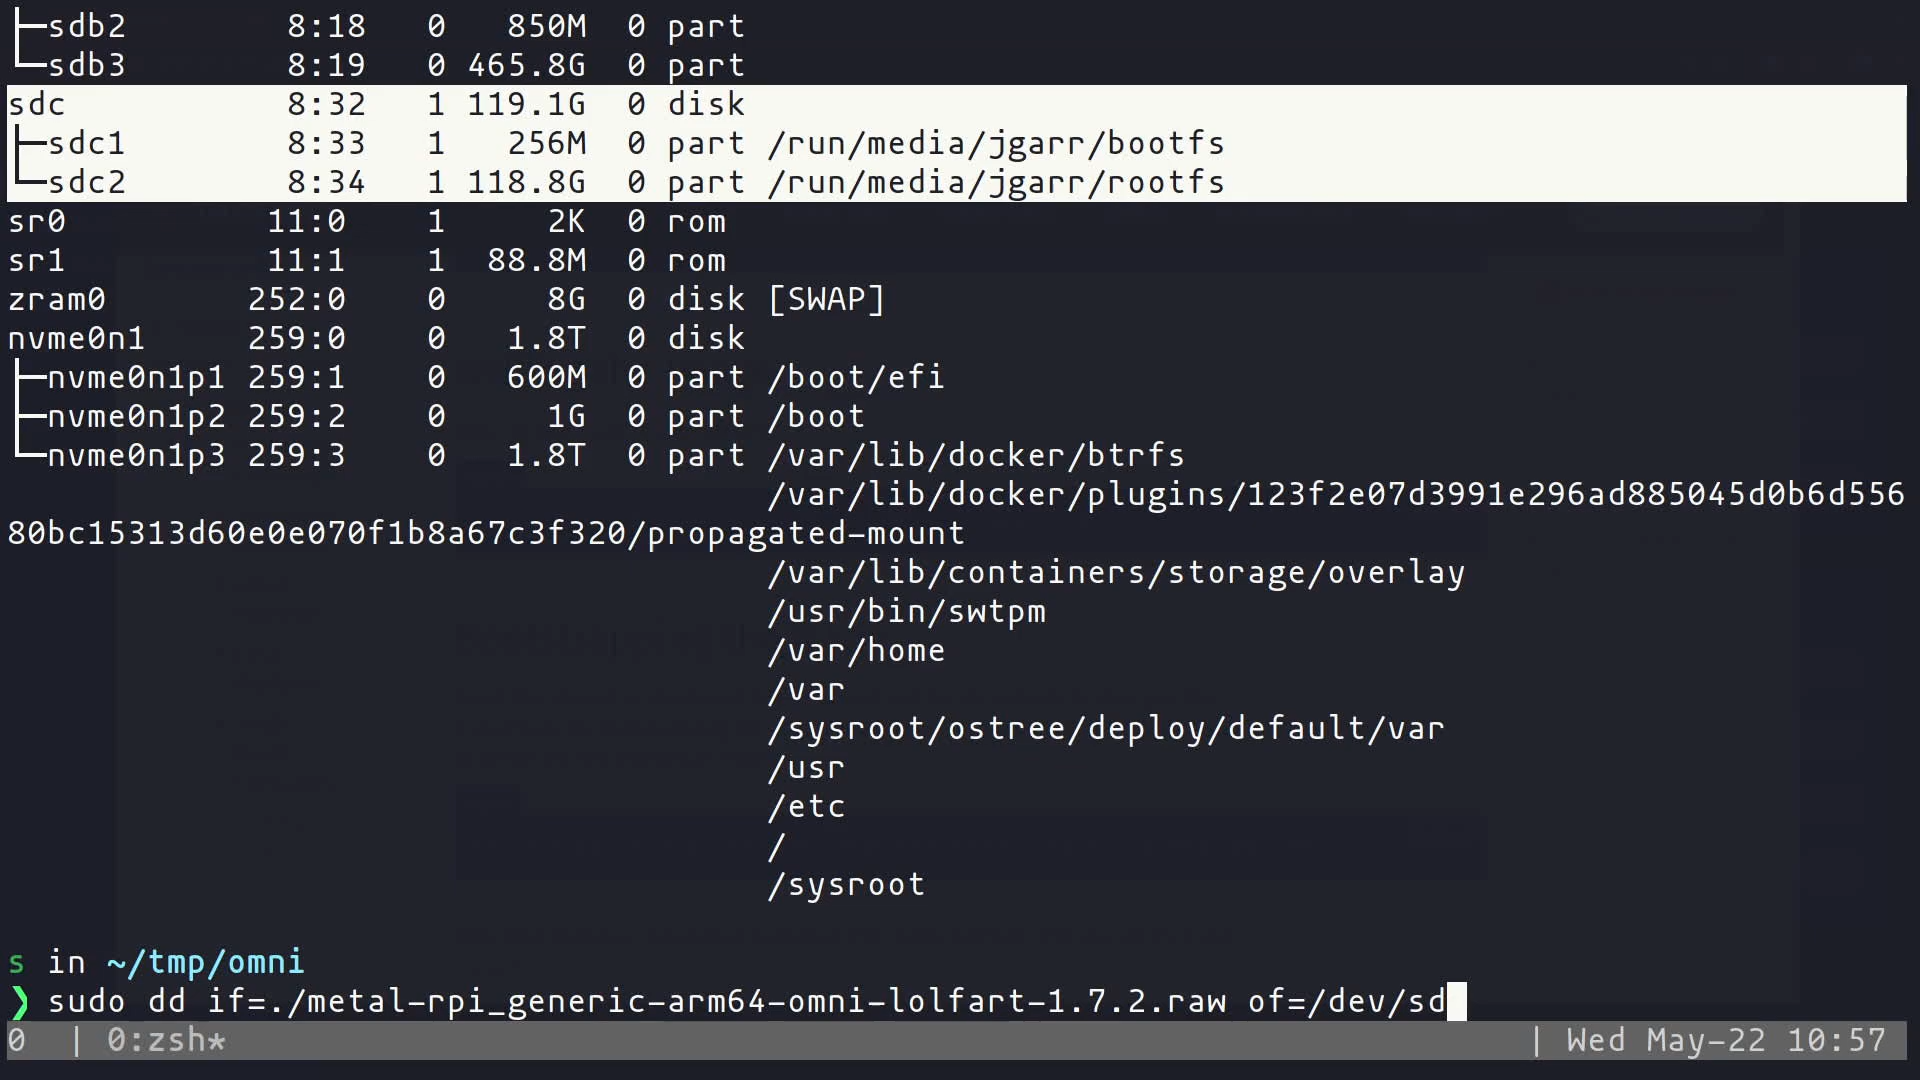 ├─sdb2        8:18   0   850M  0 part
└─sdb3        8:19   0 465.8G  0 part
sdc           8:32   1 119.1G  0 disk
├─sdc1        8:33   1   256M  0 part /run/media/jgarr/bootfs
└─sdc2        8:34   1 118.8G  0 part /run/media/jgarr/rootfs
sr0          11:0    1     2K  0 rom
sr1          11:1    1  88.8M  0 rom
zram0       252:0    0     8G  0 disk [SWAP]
nvme0n1     259:0    0   1.8T  0 disk
├─nvme0n1p1 259:1    0   600M  0 part /boot/efi
├─nvme0n1p2 259:2    0     1G  0 part /boot
└─nvme0n1p3 259:3    0   1.8T  0 part /var/lib/docker/btrfs
/var/lib/docker/plugins/123f2e07d3991e296ad885045d0b6d556
80bc15313d60e0e070f1b8a67c3f320/propagated-mount
/var/lib/containers/storage/overlay
/usr/bin/swtpm
/var/home
/var
/sysroot/ostree/deploy/default/var
/usr
/etc
/
/sysroot
s in ~/tmp/omni
❯ sudo dd if=./metal-rpi_generic-arm64-omni-lolfart-1.7.2.raw of=/dev/sd
0  | 0:zsh* | Wed May-22 10:57